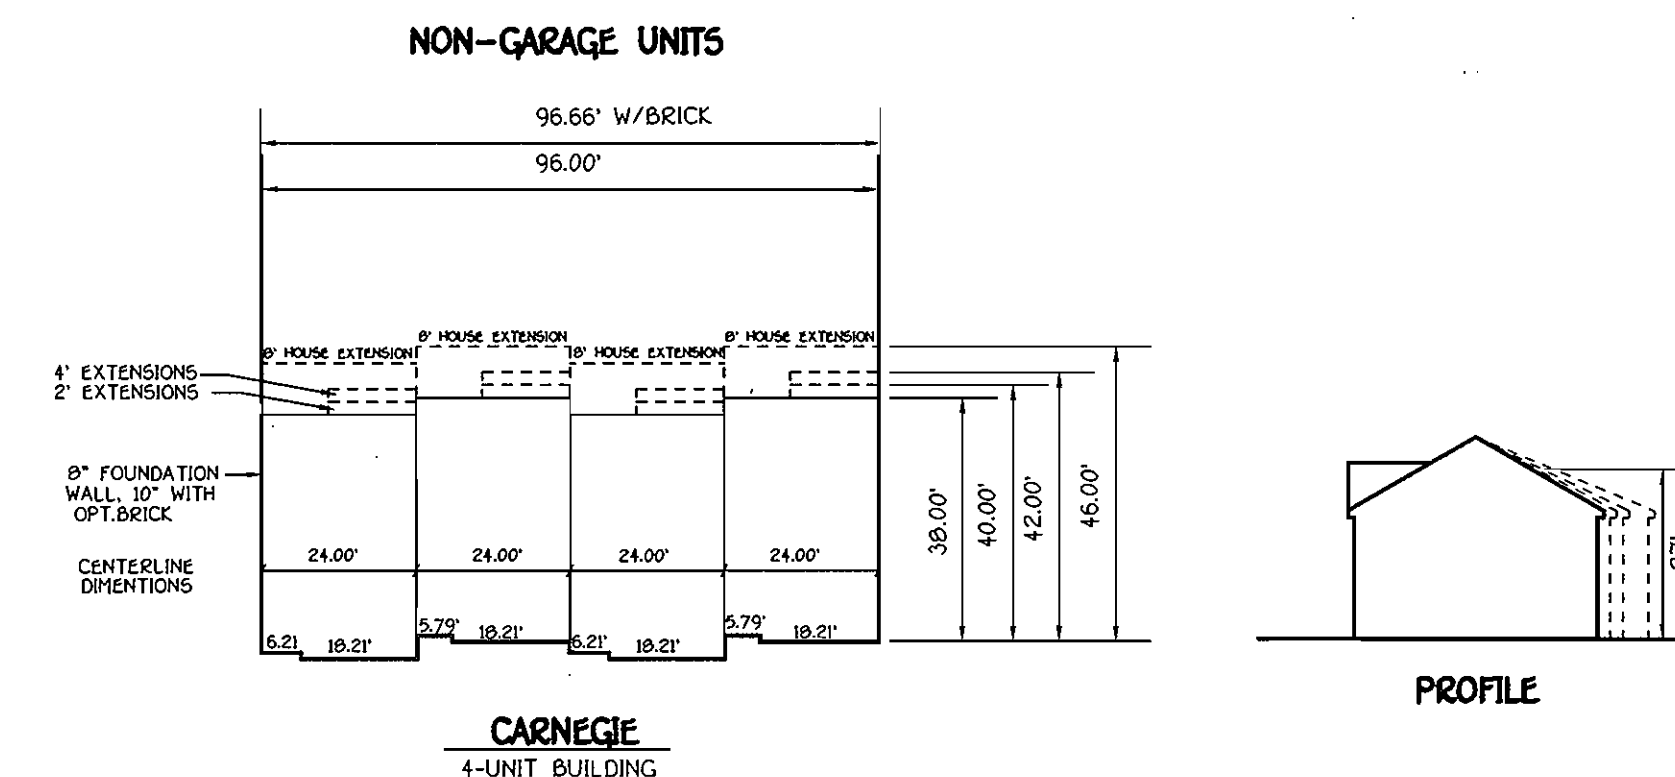 NON-GARAGE UNITS
96.66' W/BRICK
96.00'
8' HOUSE EXTENSION
8' HOUSE EXTENSION
8' HOUSE EXTENSION
8' HOUSE EXTENSION
4' EXTENSIONS
2' EXTENSIONS
8" FOUNDATION
WALL, 10" WITH
OPT.BRICK
38.00'
40.00'
42.00'
46.00'
24.00'
24.00'
24.00'
24.00'
CENTERLINE
DIMENTIONS
6.21
18.21'
5.79'
18.21'
6.21'
18.21'
5.79'
18.21'
PROFILE
CARNEGIE
4-UNIT BUILDING